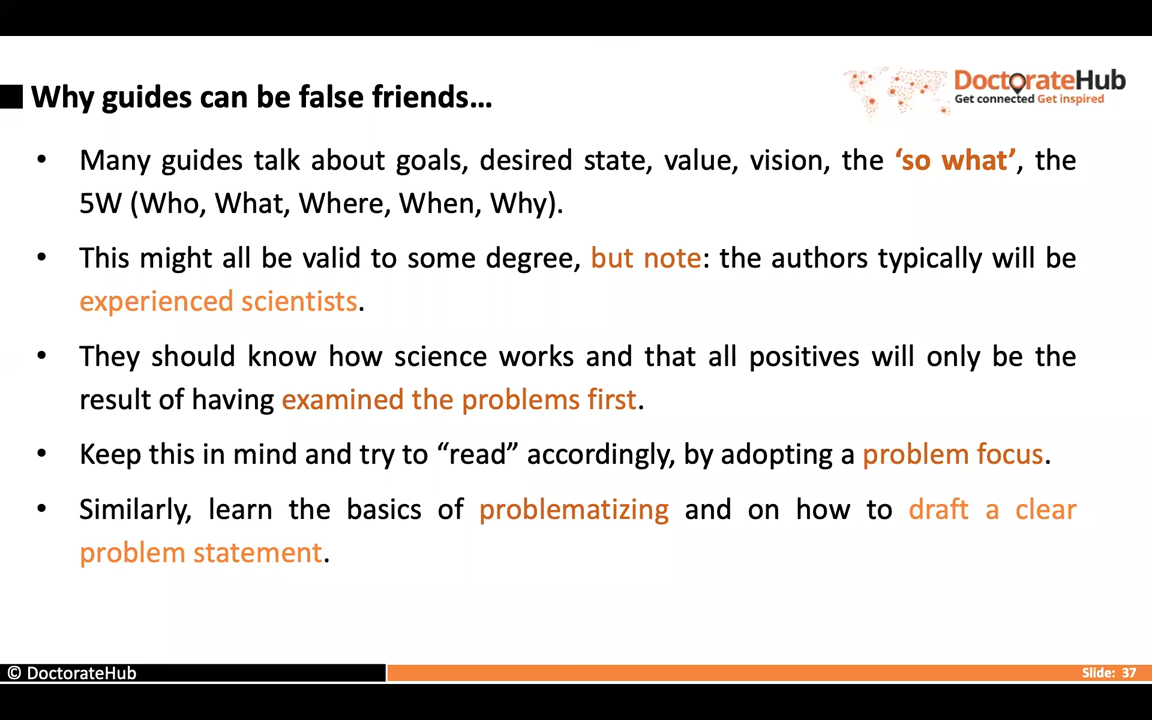 Why guides can be false friends...
DoctorateHub
Get connected Get inspired
• Many guides talk about goals, desired state, value, vision, the ‘so what’, the
5W (Who, What, Where, When, Why).
• This might all be valid to some degree, but note: the authors typically will be
experienced scientists.
• They should know how science works and that all positives will only be the
result of having examined the problems first.
• Keep this in mind and try to “read” accordingly, by adopting a problem focus.
• Similarly, learn the basics of problematizing and on how to draft a clear
problem statement.
© DoctorateHub
Slide: 37